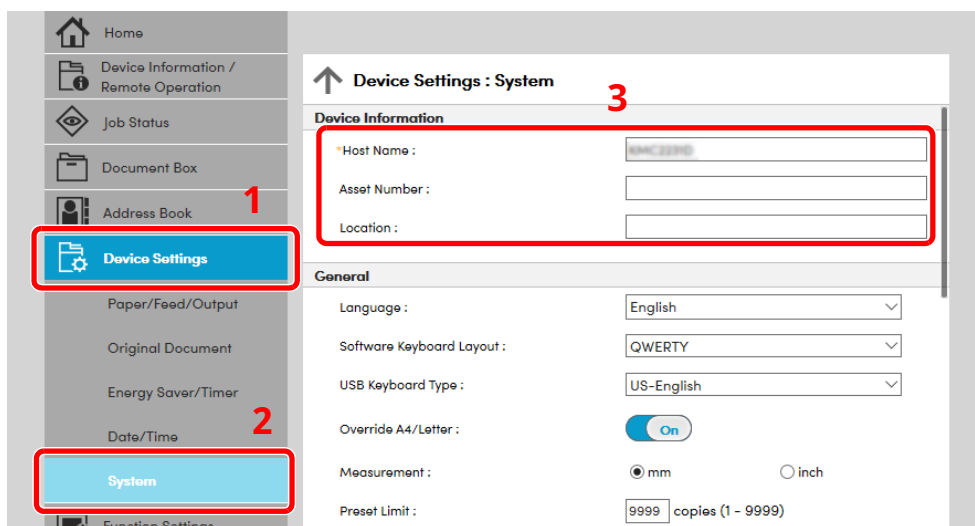 Home
Device Information /
Remote Operation
Job Status
Document Box
Address Book
1
Device Settings
Paper/Feed/Output
Original Document
Energy Saver/Timer
Date/Time
2
System
Function Settings
Device Settings : System
3
Device Information
*Host Name :
Asset Number :
Location :
General
Language : English
Software Keyboard Layout : QWERTY
USB Keyboard Type : US-English
Override A4/Letter : On
Measurement : mm inch
Preset Limit : 9999 copies (1 - 9999)